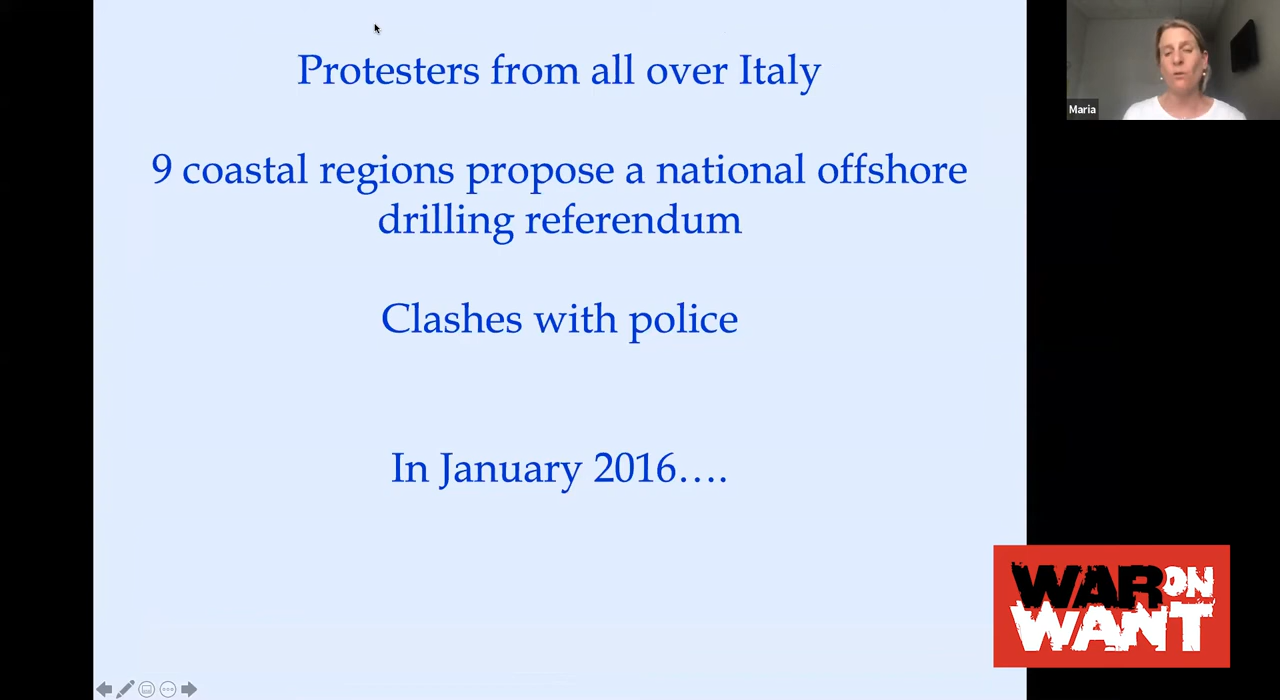 Protesters from all over Italy
9 coastal regions propose a national offshore
drilling referendum
Clashes with police
In January 2016….
Maria
WAR ON
WANT